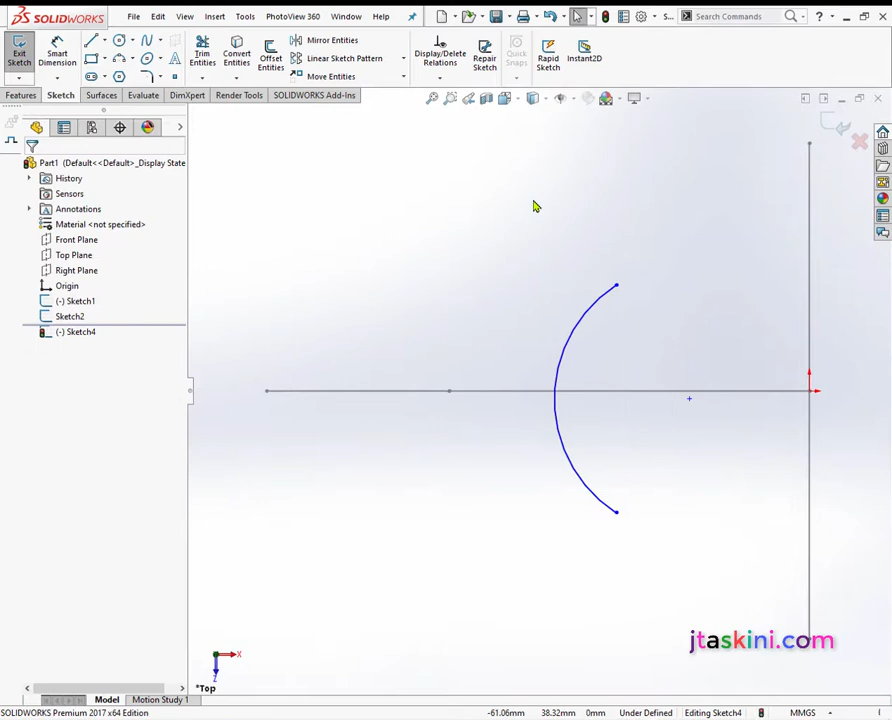 SOLIDWORKS File Edit View Insert Tools PhotoView 360 Window Help S... Search Commands ?
Exit Sketch Smart Dimension Trim Entities Convert Entities Offset Entities Mirror Entities Linear Sketch Pattern Move Entities Display/Delete Relations Repair Sketch Quick Snaps Rapid Sketch Instant2D
Features Sketch Surfaces Evaluate DimXpert Render Tools SOLIDWORKS Add-Ins
Part1 (Default<<Default>_Display State
History
Sensors
Annotations
Material <not specified>
Front Plane
Top Plane
Right Plane
Origin
(-) Sketch1
Sketch2
(-) Sketch4
jtaskini.com
X
Z
*Top
Model Motion Study 1
SOLIDWORKS Premium 2017 x64 Edition -61.06mm 38.32mm 0mm Under Defined Editing Sketch4 MMGS